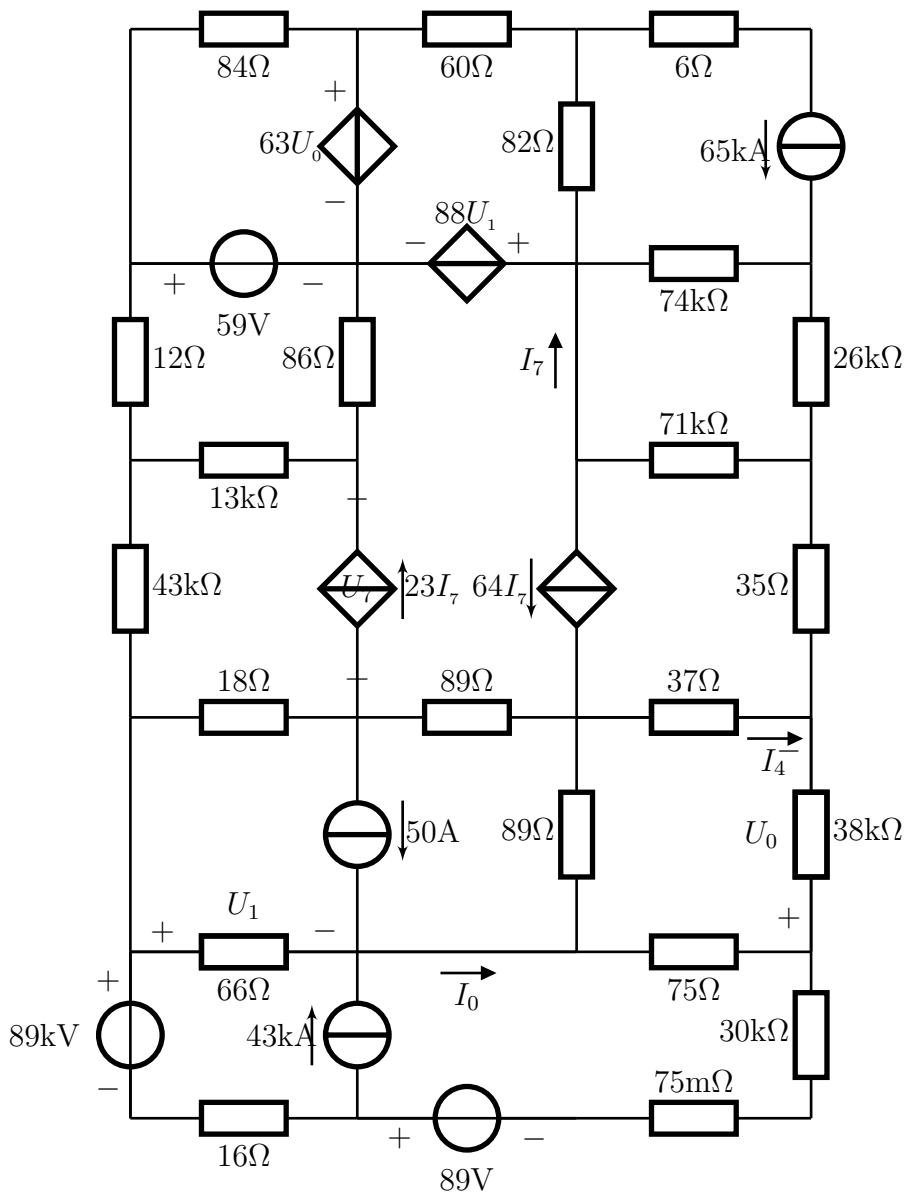 84Ω 60Ω 6Ω
+
63U₀ 82Ω 65kA
−
88U₁
− +
+ − 74kΩ
59V
12Ω 86Ω I₇ 26kΩ
71kΩ
13kΩ
−
43kΩ U₇ 23I₇ 64I₇ 35Ω
+
18Ω 89Ω 37Ω
I₄ −
50A 89Ω U₀ 38kΩ
U₁ +
+ −
66Ω I₀ 75Ω
+
89kV 43kA 30kΩ
−
75mΩ
16Ω + −
89V